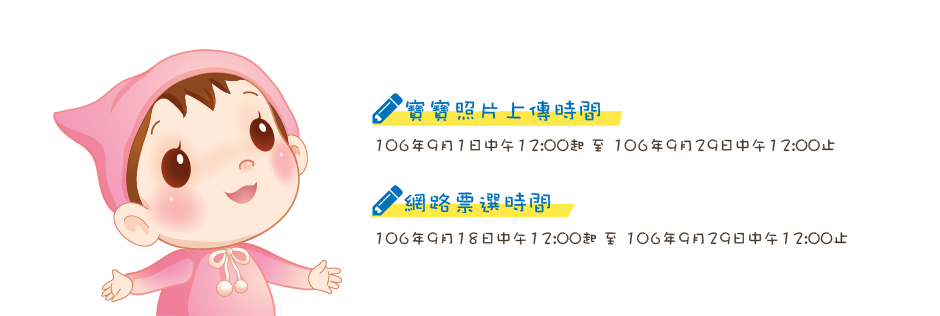 寶寶照片上傳時間
106年9月1日中午12:00起 至 106年9月29日中午12:00止
網路票選時間
106年9月18日中午12:00起 至 106年9月29日中午12:00止